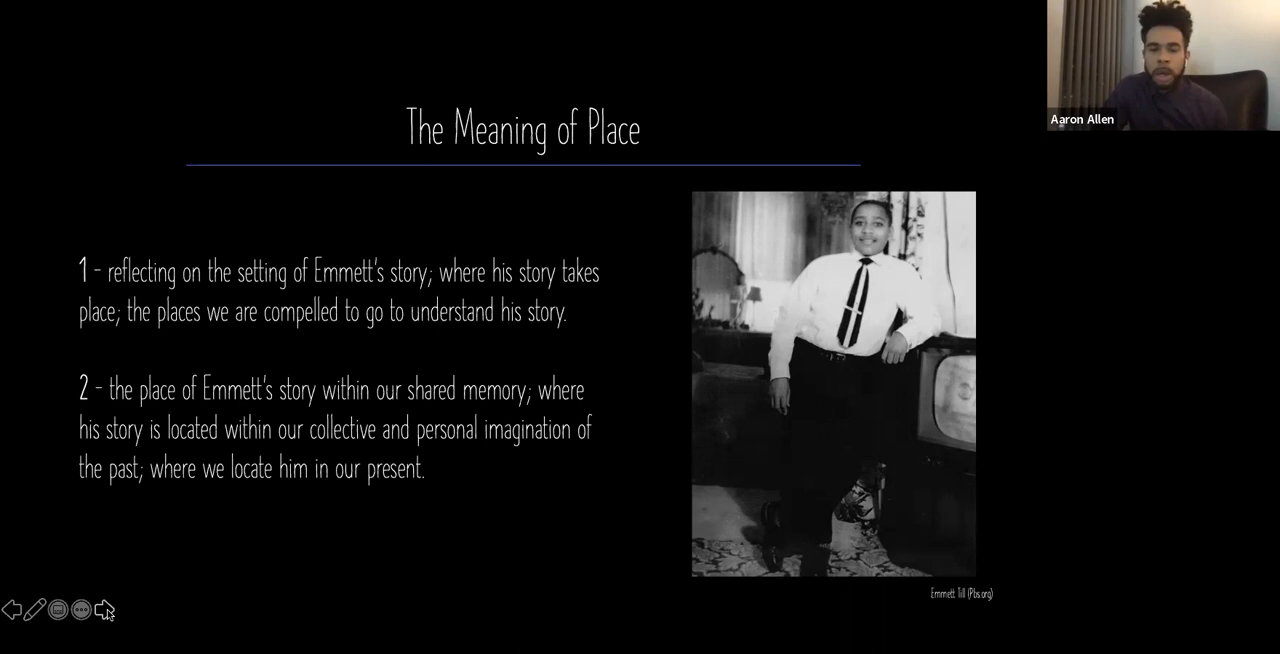 The Meaning of Place
1 - reflecting on the setting of Emmett's story; where his story takes
place; the places we are compelled to go to understand his story.
2 - the place of Emmett's story within our shared memory; where
his story is located within our collective and personal imagination of
the past; where we locate him in our present.
Emmett Till (Pbs.org)
Aaron Allen